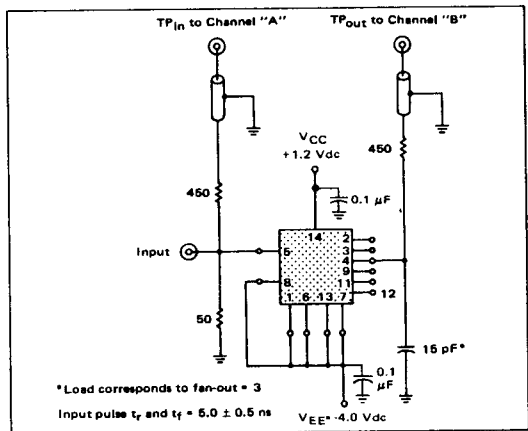 TPin to Channel "A"
TPout to Channel "B"
VCC
+1.2 Vdc
450
450
0.1 µF
14
2
3
4
9
11
12
Input
5
8
1 6 13 7
50
15 pF*
0.1
µF
*Load corresponds to fan-out = 3
Input pulse tr and tf = 5.0 ± 0.5 ns
VEE= -4.0 Vdc